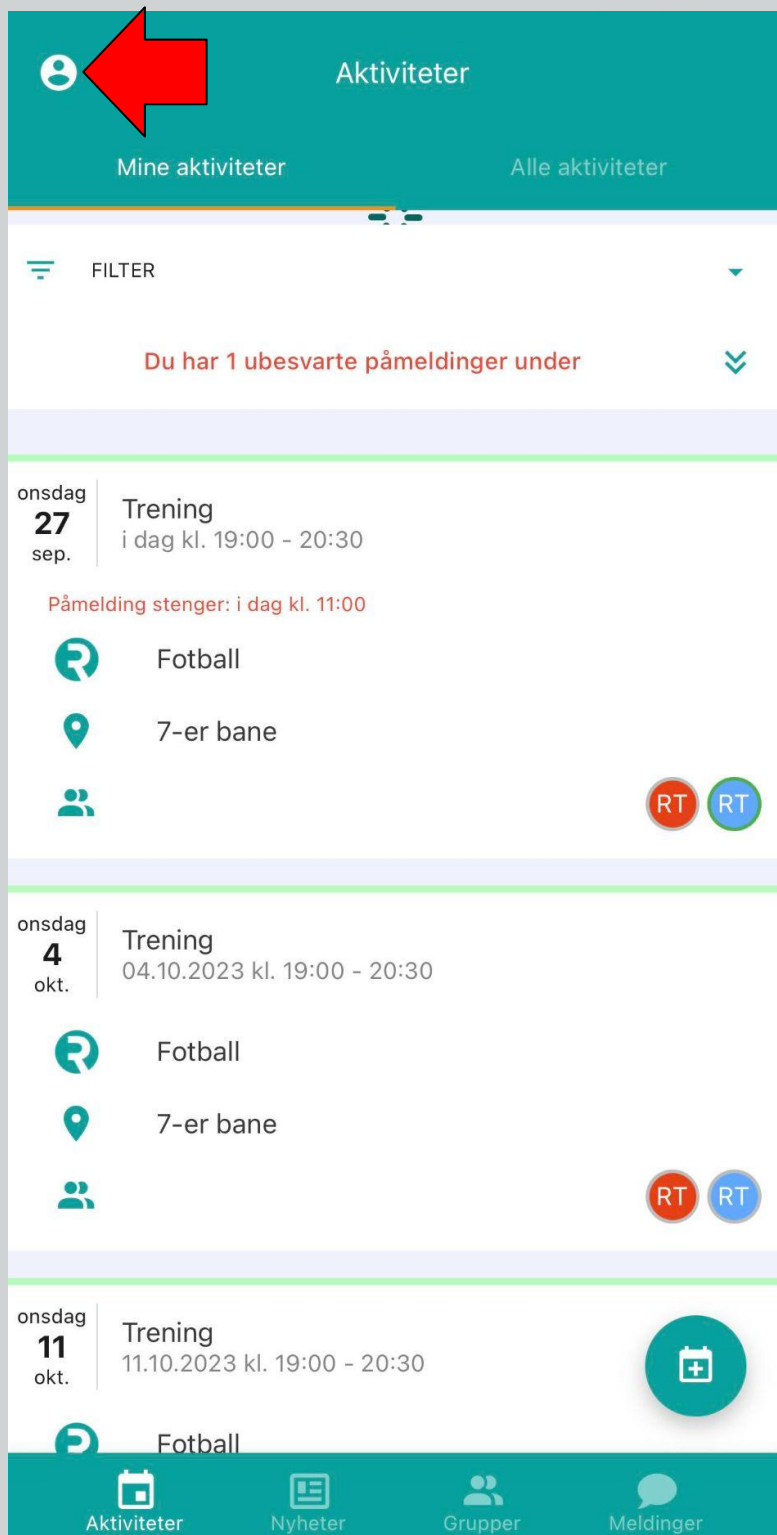 Aktiviteter
Mine aktiviteter Alle aktiviteter
FILTER
Du har 1 ubesvarte påmeldinger under
onsdag
27
sep.
Trening
i dag kl. 19:00 - 20:30
Påmelding stenger: i dag kl. 11:00
Fotball
7-er bane
RT RT
onsdag
4
okt.
Trening
04.10.2023 kl. 19:00 - 20:30
Fotball
7-er bane
RT RT
onsdag
11
okt.
Trening
11.10.2023 kl. 19:00 - 20:30
Fotball
Aktiviteter Nyheter Grupper Meldinger